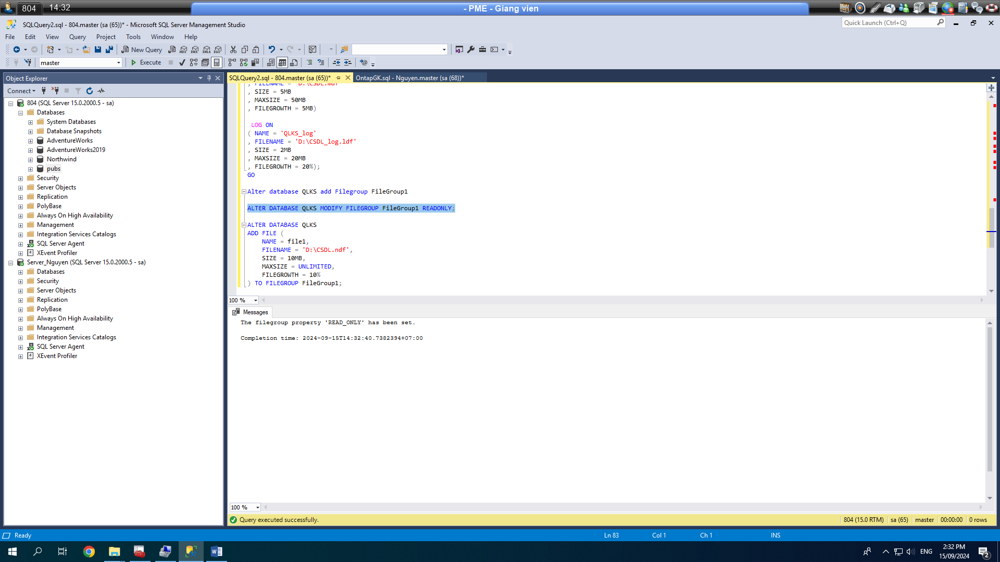 804
14:32
- PME - Giang vien
SQLQuery2.sql - 804.master (sa (65))* - Microsoft SQL Server Management Studio
Quick Launch (Ctrl+Q)
File Edit View Query Project Tools Window Help
New Query
MDX DMX XMLA DAX
master
Execute
Object Explorer
Connect
804 (SQL Server 15.0.2000.5 - sa)
Databases
System Databases
Database Snapshots
AdventureWorks
AdventureWorks2019
Northwind
pubs
Security
Server Objects
Replication
PolyBase
Always On High Availability
Management
Integration Services Catalogs
SQL Server Agent
XEvent Profiler
Server_Nguyen (SQL Server 15.0.2000.5 - sa)
Databases
Security
Server Objects
Replication
PolyBase
Always On High Availability
Management
Integration Services Catalogs
SQL Server Agent
XEvent Profiler
SQLQuery2.sql - 804.master (sa (65))*
OntapGK.sql - Nguyen.master (sa (68))*
, FILENAME = 'D:\CSDL.mdf'
, SIZE = 5MB
, MAXSIZE = 50MB
, FILEGROWTH = 5MB)
LOG ON
( NAME = 'QLKS_log'
, FILENAME = 'D:\CSDL_log.ldf'
, SIZE = 2MB
, MAXSIZE = 20MB
, FILEGROWTH = 20%);
GO
Alter database QLKS add Filegroup FileGroup1
ALTER DATABASE QLKS MODIFY FILEGROUP FileGroup1 READONLY;
ALTER DATABASE QLKS
ADD FILE (
NAME = file1,
FILENAME = 'D:\CSDL.ndf',
SIZE = 10MB,
MAXSIZE = UNLIMITED,
FILEGROWTH = 10%
) TO FILEGROUP FileGroup1;
100 %
Messages
The filegroup property 'READ_ONLY' has been set.
Completion time: 2024-09-15T14:32:40.7382394+07:00
100 %
Query executed successfully.
804 (15.0 RTM) sa (65) master 00:00:00 0 rows
Ready
Ln 83 Col 1 Ch 1 INS
ENG
2:32 PM
15/09/2024
2